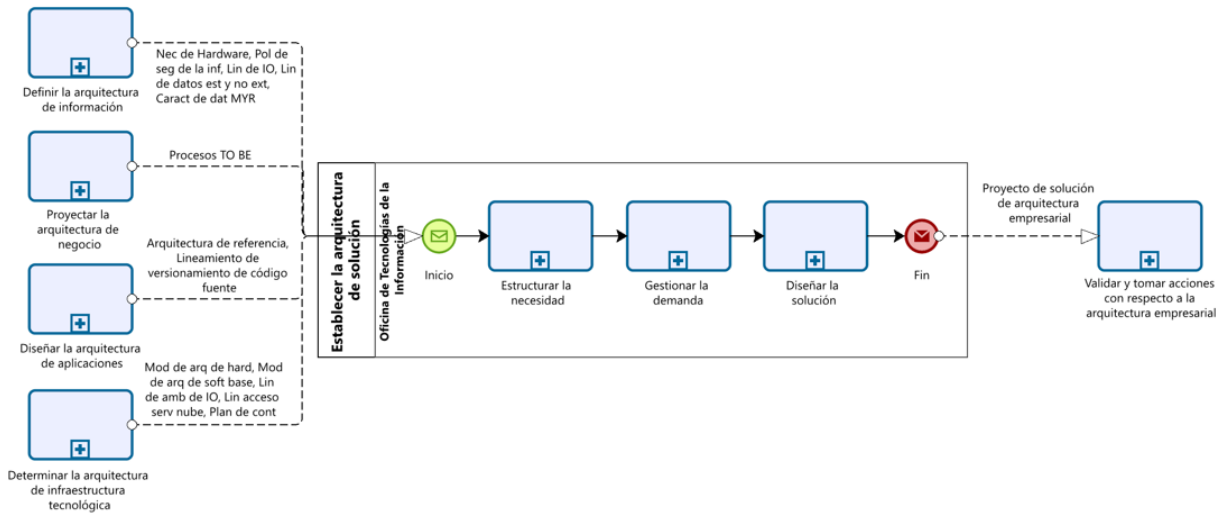 Nec de Hardware, Pol de
seg de la inf, Lin de IO, Lin
de datos est y no ext,
Caract de dat MYR
Definir la arquitectura
de información
Procesos TO BE
Proyectar la
arquitectura de
negocio
Arquitectura de referencia,
Lineamiento de
versionamiento de código
fuente
Diseñar la arquitectura
de aplicaciones
Mod de arq de hard, Mod
de arq de soft base, Lin
de amb de IO, Lin acceso
serv nube, Plan de cont
Determinar la arquitectura
de infraestructura
tecnológica
Establecer la arquitectura
de solución
Oficina de Tecnologías de la
Información
Inicio
Estructurar la
necesidad
Gestionar la
demanda
Diseñar la
solución
Fin
Proyecto de solución
de arquitectura
empresarial
Validar y tomar acciones
con respecto a la
arquitectura empresarial